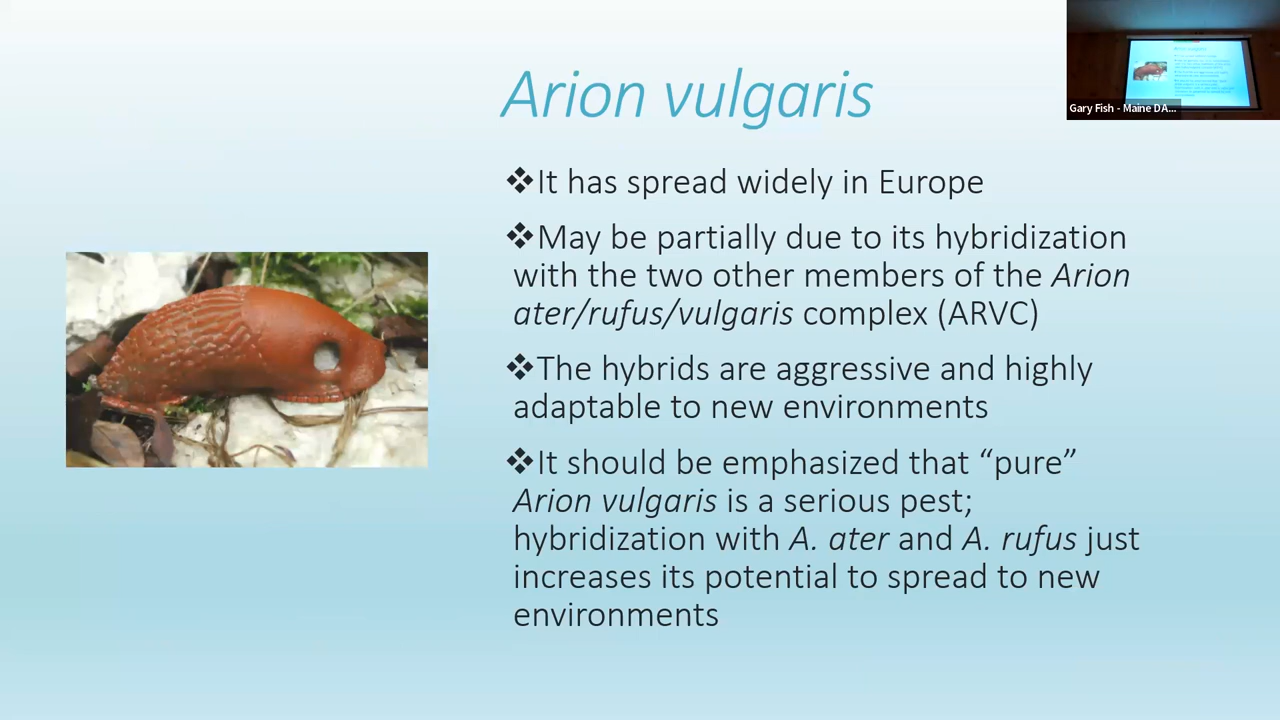 Arion vulgaris
Gary Fish - Maine DA...
❖It has spread widely in Europe
❖May be partially due to its hybridization
with the two other members of the Arion
ater/rufus/vulgaris complex (ARVC)
❖The hybrids are aggressive and highly
adaptable to new environments
❖It should be emphasized that “pure”
Arion vulgaris is a serious pest;
hybridization with A. ater and A. rufus just
increases its potential to spread to new
environments